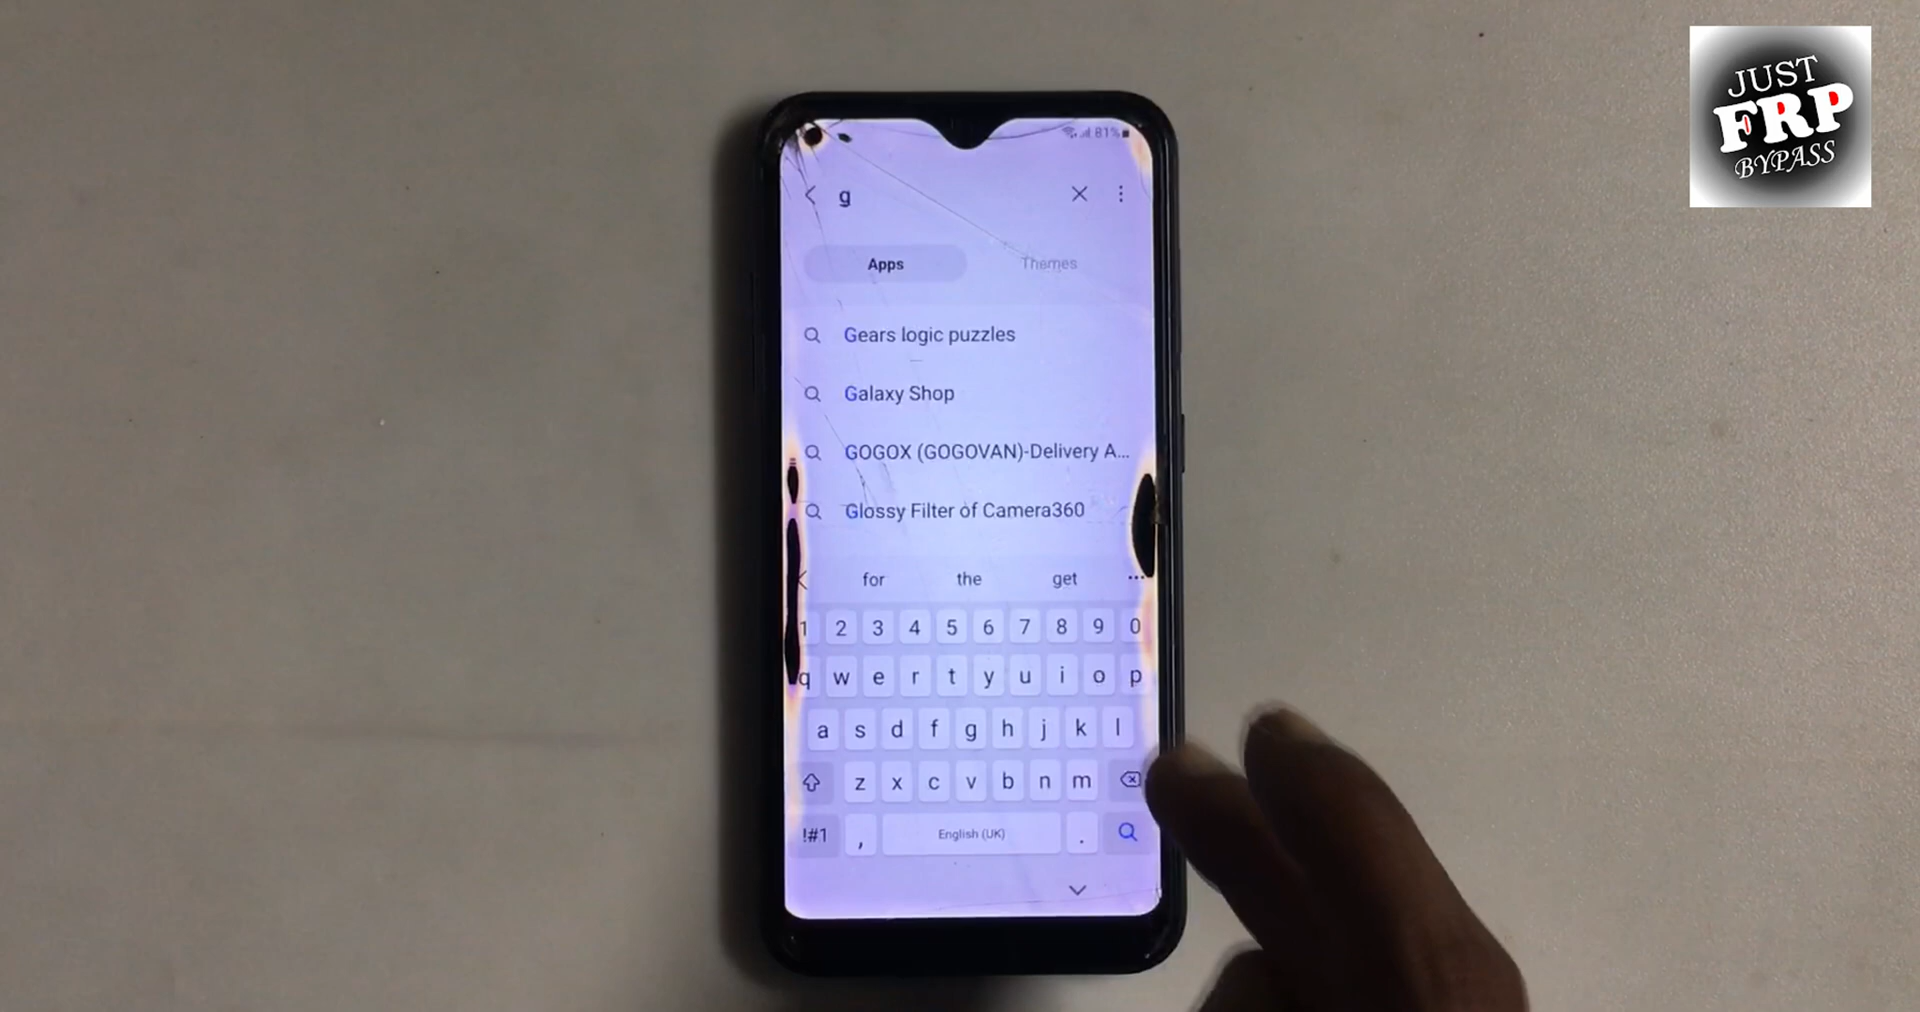 JUST
FRP
BYPASS
81%
g
Apps
Themes
Gears logic puzzles
Galaxy Shop
GOGOX (GOGOVAN)-Delivery A...
Glossy Filter of Camera360
for the get ...
1 2 3 4 5 6 7 8 9 0
q w e r t y u i o p
a s d f g h j k l
z x c v b n m
!#1 , English (UK) .